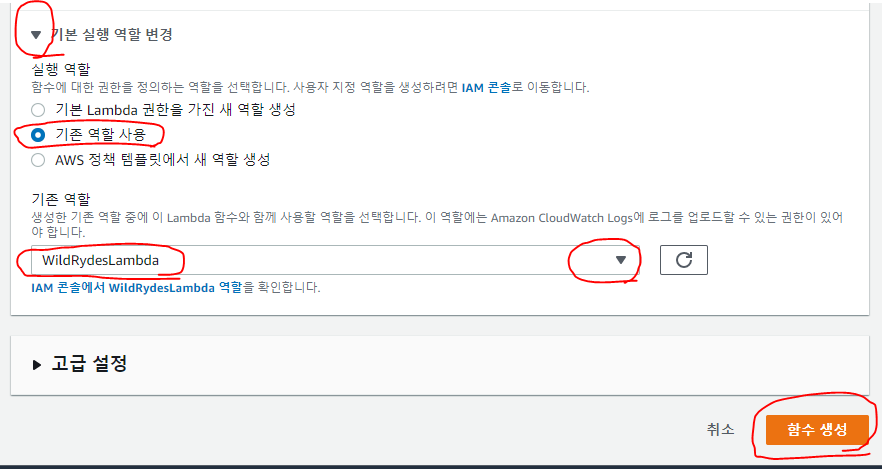 기본 실행 역할 변경
실행 역할
함수에 대한 권한을 정의하는 역할을 선택합니다. 사용자 지정 역할을 생성하려면 IAM 콘솔로 이동합니다.
기본 Lambda 권한을 가진 새 역할 생성
기존 역할 사용
AWS 정책 템플릿에서 새 역할 생성
기존 역할
생성한 기존 역할 중에 이 Lambda 함수와 함께 사용할 역할을 선택합니다. 이 역할에는 Amazon CloudWatch Logs에 로그를 업로드할 수 있는 권한이 있어
야 합니다.
WildRydesLambda
IAM 콘솔에서 WildRydesLambda 역할을 확인합니다.
고급 설정
취소 함수 생성